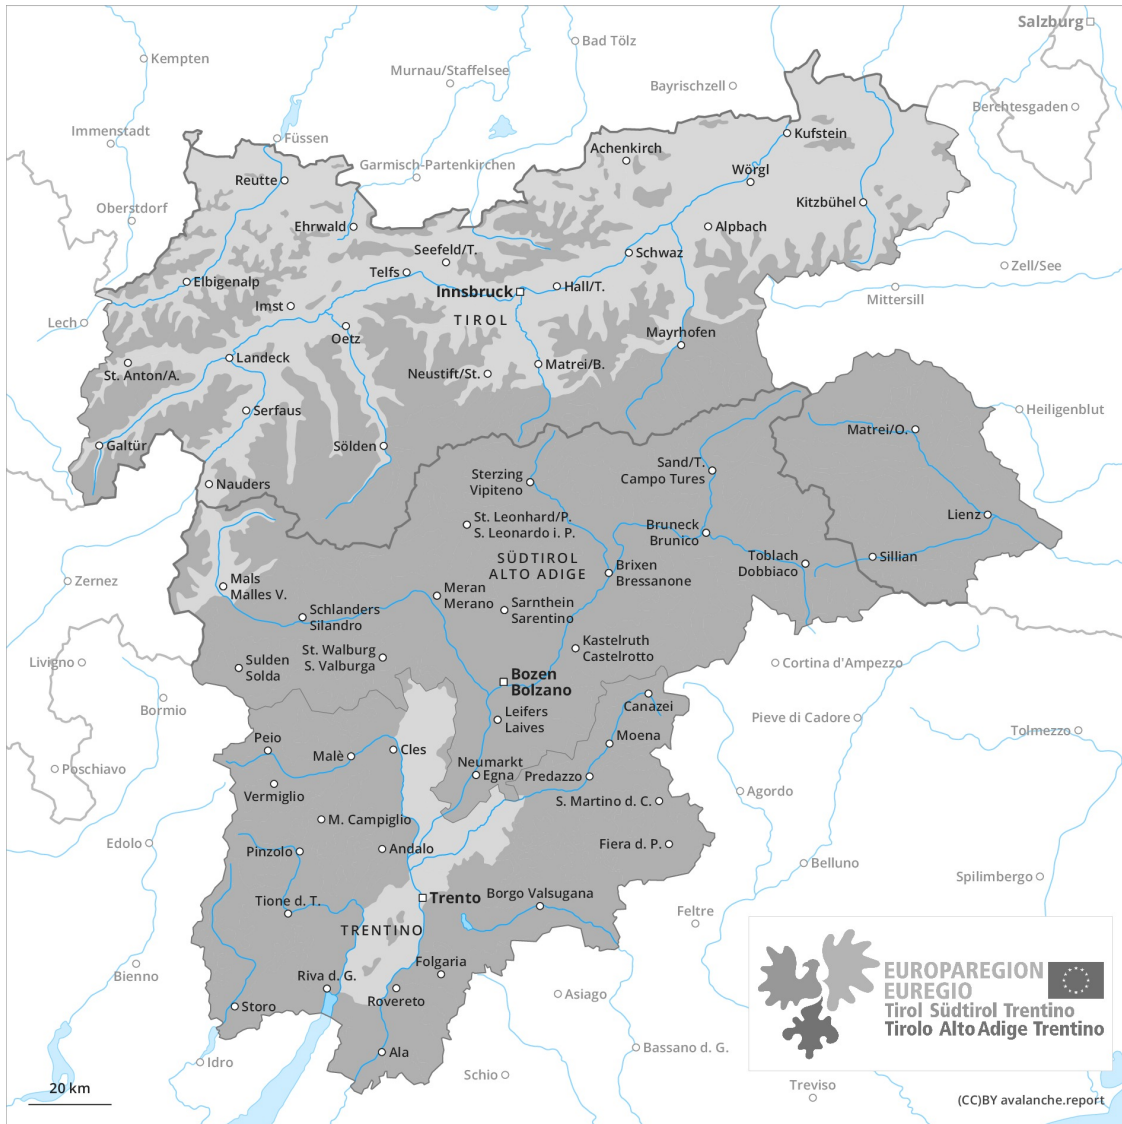 Salzburg
Bad Tölz
Kempten
Murnau/Staffelsee
Bayrischzell
Berchtesgaden
Immenstadt
Füssen
Kufstein
Achenkirch
Garmisch-Partenkirchen
Wörgl
Reutte
Kitzbühel
Oberstdorf
Ehrwald
Alpbach
Seefeld/T.
Schwaz
Zell/See
Telfs
Elbigenalp
Hall/T.
Innsbruck
Mittersill
Imst
TIROL
Lech
Mayrhofen
Oetz
Landeck
Matrei/B.
St. Anton/A.
Neustift/St.
Serfaus
Heiligenblut
Matrei/O.
Galtür
Sölden
Sand/T.
Campo Tures
Sterzing
Vipiteno
Nauders
Lienz
St. Leonhard/P.
S. Leonardo i. P.
Bruneck
Brunico
SÜDTIROL
ALTO ADIGE
Toblach
Dobbiaco
Sillian
Brixen
Bressanone
Zernez
Mals
Malles V.
Meran
Merano
Sarnthein
Sarentino
Schlanders
Silandro
Kastelruth
Castelrotto
St. Walburg
S. Valburga
Livigno
Sulden
Solda
Cortina d'Ampezzo
Bozen
Bolzano
Bormio
Canazei
Leifers
Laives
Pieve di Cadore
Tolmezzo
Moena
Peio
Cles
Malè
Neumarkt
Egna
Predazzo
Poschiavo
Vermiglio
Agordo
S. Martino d. C.
M. Campiglio
Edolo
Fiera d. P.
Pinzolo
Andalo
Belluno
Spilimbergo
Borgo Valsugana
Trento
Tione d. T.
Feltre
TRENTINO
Folgaria
Bienno
Riva d. G.
EUROPAREGION
EUREGIO
Tirol Südtirol Trentino
Tirolo Alto Adige Trentino
Asiago
Rovereto
Storo
Bassano d. G.
Ala
Idro
Schio
Treviso
20 km
(CC)BY avalanche.report